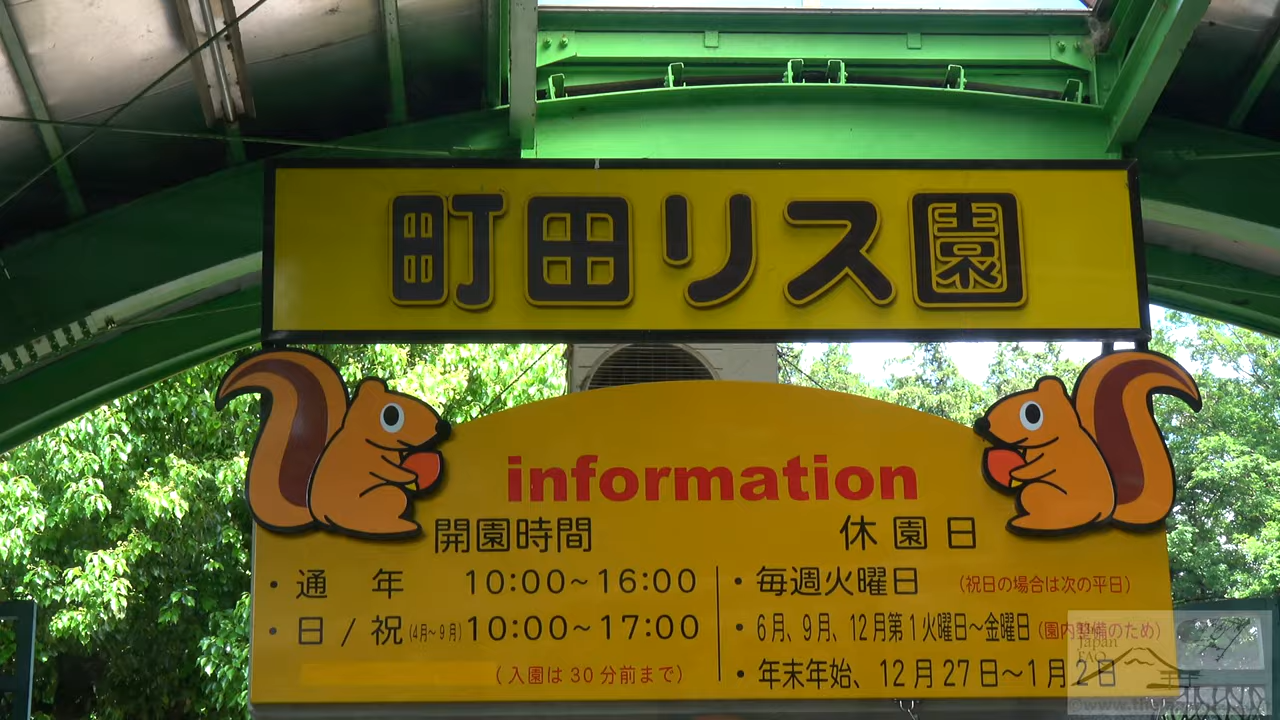 町田リス園
information
開園時間
・通 年 10:00~16:00
・日/祝(4月~9月)10:00~17:00
(入園は30分前まで)
休園日
・毎週火曜日 (祝日の場合は次の平日)
・6月、9月、12月第1火曜日~金曜日(園内整備のため)
・年末年始、12月27日~1月2日
Japan
FAQ